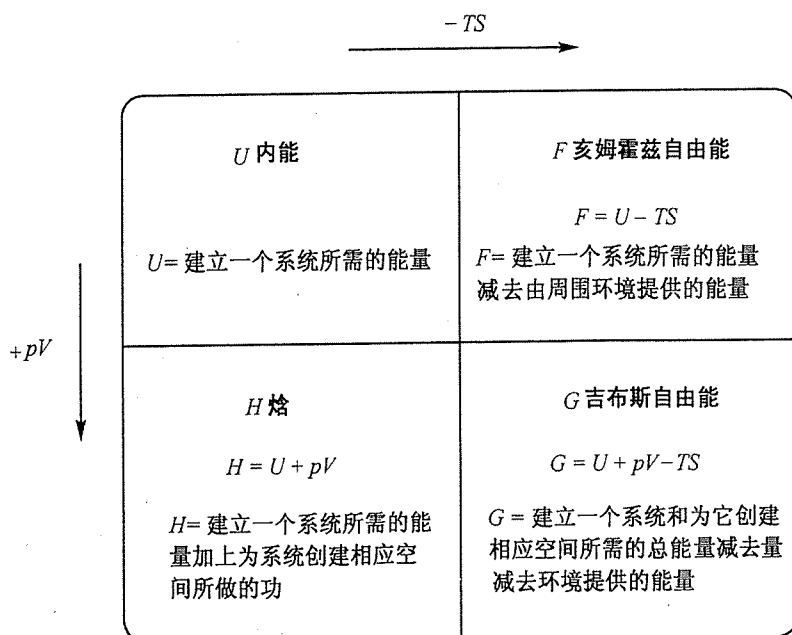 − TS
U 内能
U= 建立一个系统所需的能量
F 亥姆霍兹自由能
F = U − TS
F= 建立一个系统所需的能量
减去由周围环境提供的能量
+pV
H 焓
H = U + pV
H= 建立一个系统所需的能
量加上为系统创建相应空
间所做的功
G 吉布斯自由能
G = U + pV−TS
G = 建立一个系统和为它创建
相应空间所需的总能量减去量
减去环境提供的能量